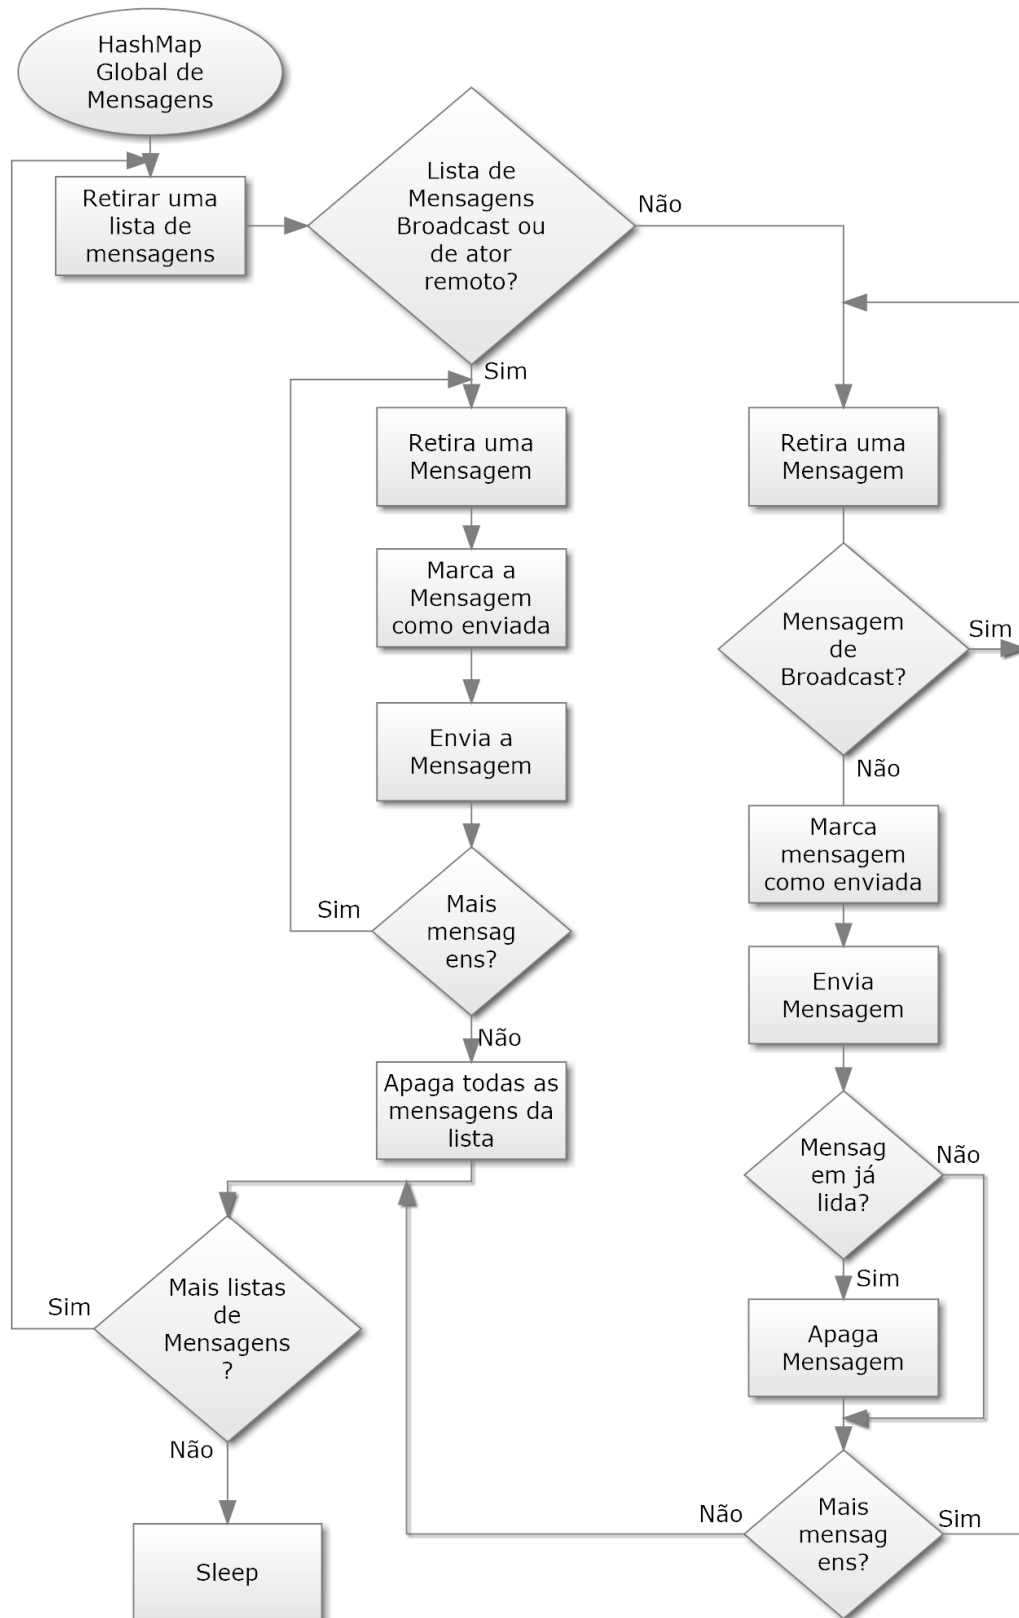 HashMap
Global de
Mensagens
Retirar uma
lista de
mensagens
Lista de
Mensagens
Broadcast ou
de ator
remoto?
Não
Sim
Retira uma
Mensagem
Marca a
Mensagem
como enviada
Envia a
Mensagem
Mais
mensag
ens?
Sim
Não
Apaga todas as
mensagens da
lista
Mais listas
de
Mensagens
?
Sim
Não
Sleep
Retira uma
Mensagem
Mensagem
de
Broadcast?
Sim
Não
Marca
mensagem
como enviada
Envia
Mensagem
Mensag
em já
lida?
Não
Sim
Apaga
Mensagem
Mais
mensag
ens?
Não
Sim